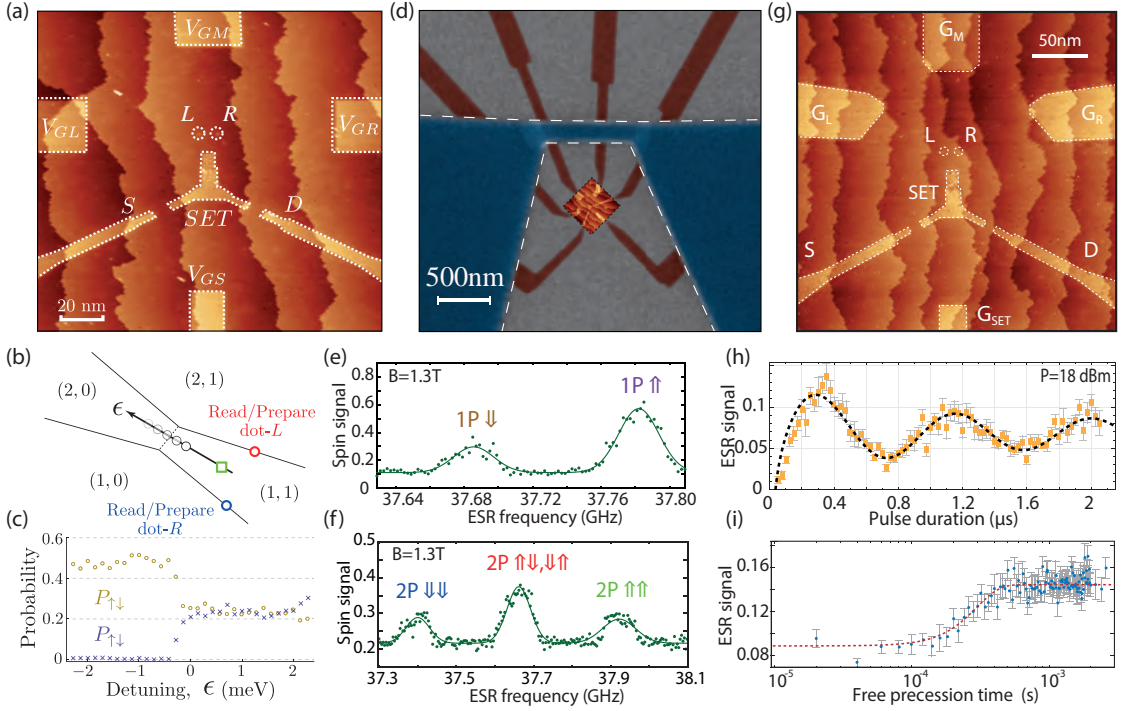 (a)
V_GM
L R
V_GL
V_GR
S
SET
D
V_GS
20 nm
(d)
500nm
(g)
G_M
50nm
G_L
G_R
L R
SET
S
D
G_SET
(b)
(2, 0)
(2, 1)
ϵ
Read/Prepare
dot-L
(1, 0)
(1, 1)
Read/Prepare
dot-R
(c)
Probability
0.6
0.4
0.2
0
P↑↓
P↑↓
−2 −1 0 1 2
Detuning, ϵ (meV)
(e)
B=1.3T
1P ⇓
1P ⇑
Spin signal
0.8
0.6
0.4
0.2
0
37.64 37.68 37.72 37.76 37.80
ESR frequency (GHz)
(f)
B=1.3T
2P ⇑⇓,⇓⇑
2P ⇓⇓
2P ⇑⇑
Spin signal
0.5
0.4
0.3
0.2
37.3 37.5 37.7 37.9 38.1
ESR frequency (GHz)
(h)
P=18 dBm
ESR signal
0.1
0.05
0
0 0.4 0.8 1.2 1.6 2
Pulse duration (µs)
(i)
ESR signal
0.16
0.12
0.08
10⁻⁵ 10⁻⁴ 10⁻³
Free precession time (s)